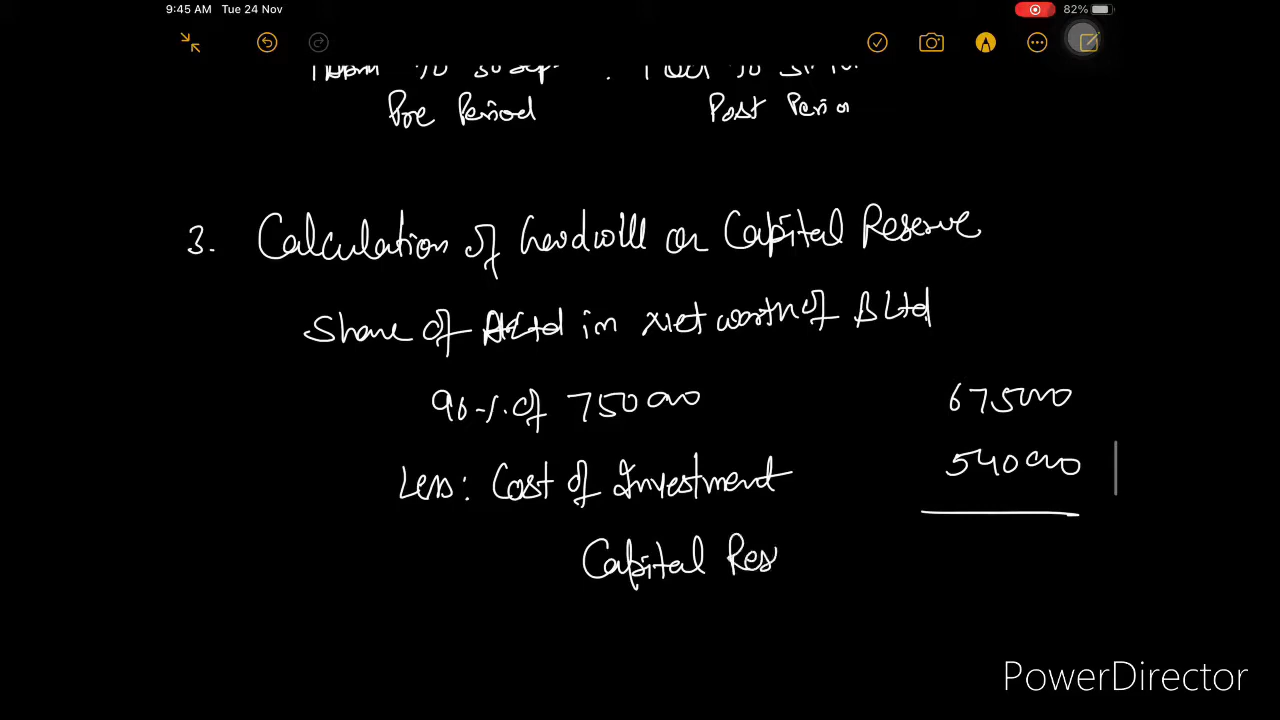 9:45 AM Tue 24 Nov 82%
Pre Period Post Perio
3. Calculation of Goodwill or Capital Reserve
Share of A Ltd in Net worth of B Ltd
90%. of 750000 675000
Less: Cost of Investment 540000
Capital Res
PowerDirector